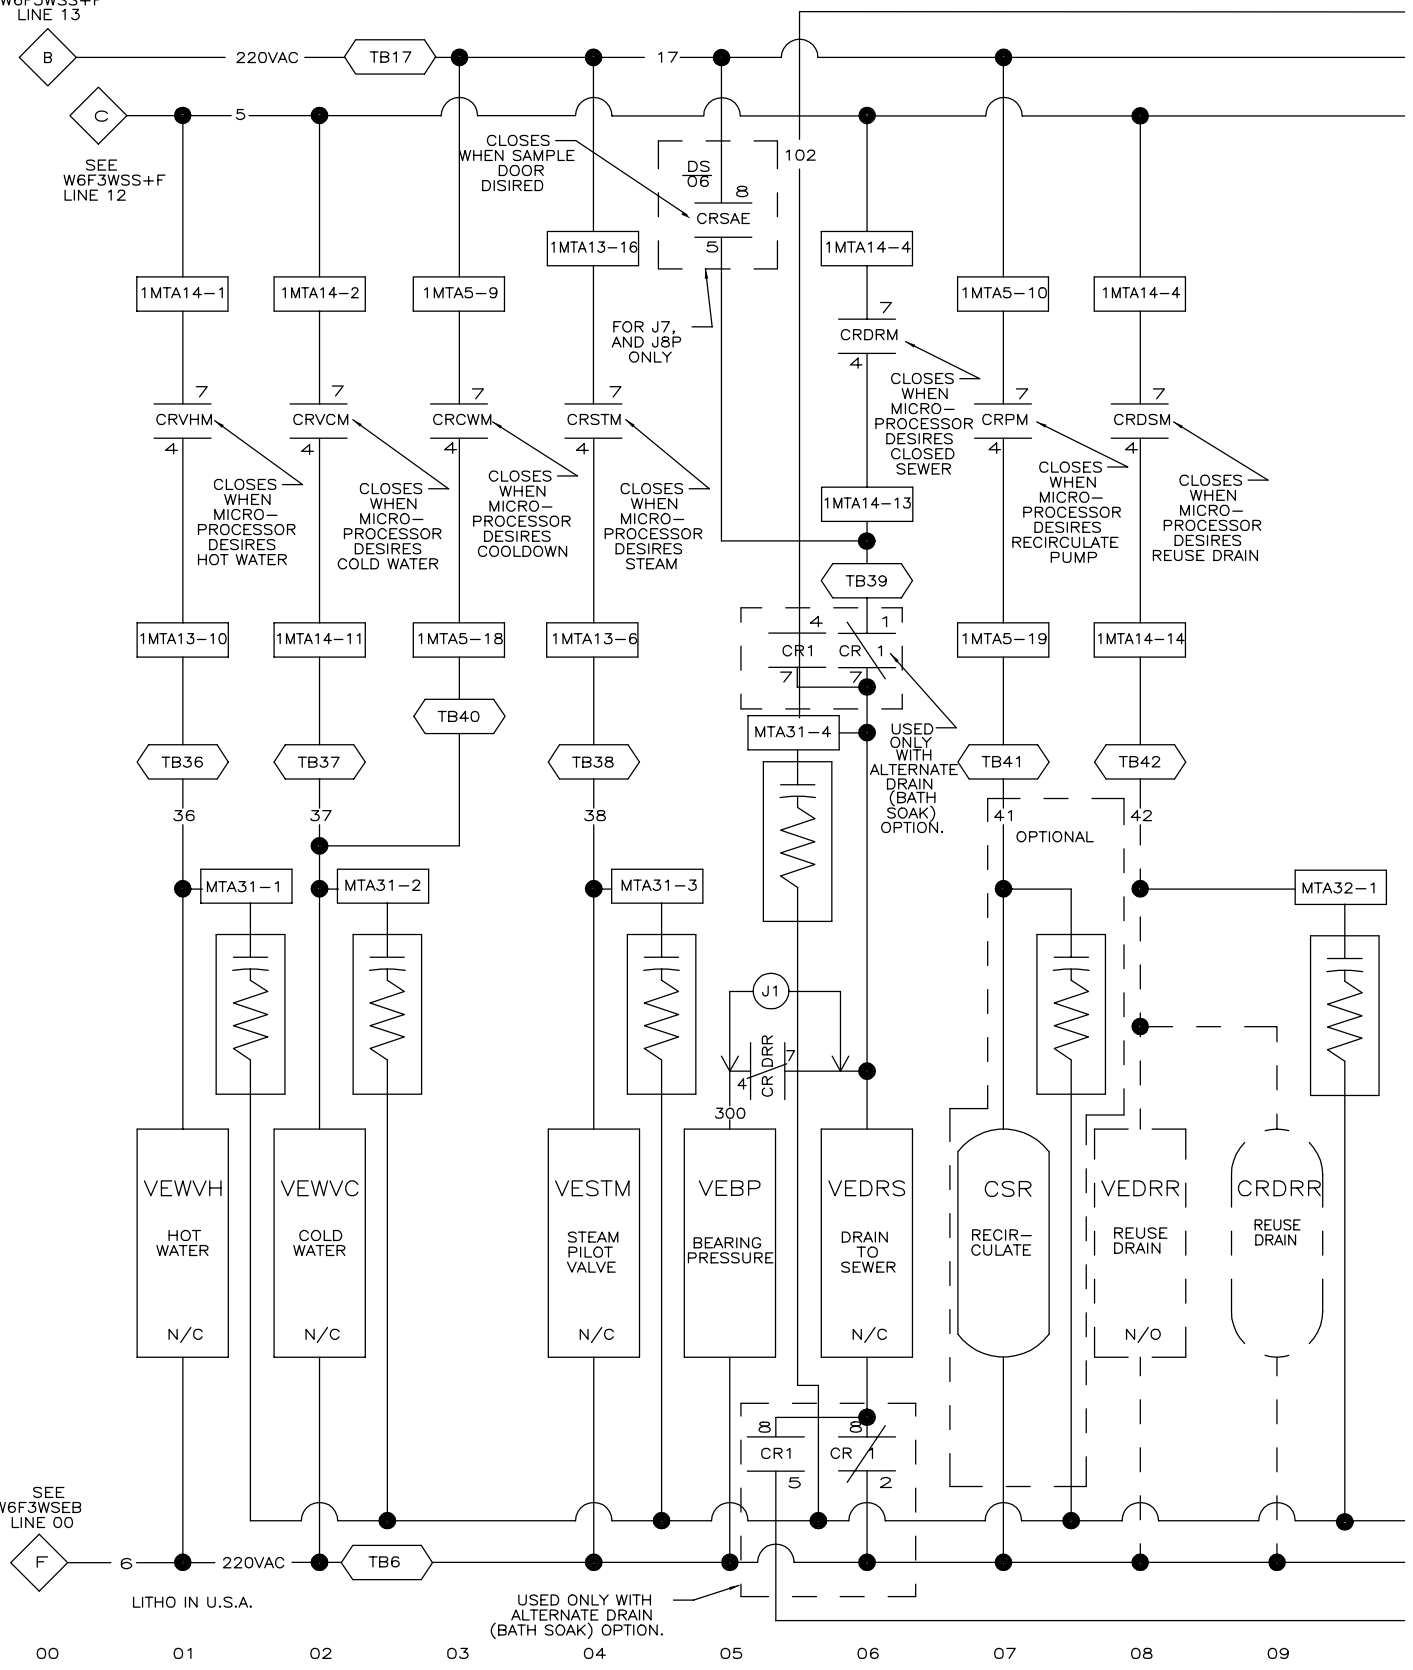 W6F3WSS+F
LINE 13
B
220VAC
TB17
17
C
5
SEE
W6F3WSS+F
LINE 12
CLOSES
WHEN SAMPLE
DOOR
DISIRED
DS
06
8
CRSAE
5
102
1MTA13-16
1MTA14-4
1MTA14-1
1MTA14-2
1MTA5-9
1MTA5-10
1MTA14-4
FOR J7,
AND J8P
ONLY
7
CRDRM
4
7
CRVHM
4
7
CRVCM
4
7
CRCWM
4
7
CRSTM
4
7
CRPM
4
7
CRDSM
4
CLOSES
WHEN
MICRO-
PROCESSOR
DESIRES
HOT WATER
CLOSES
WHEN
MICRO-
PROCESSOR
DESIRES
COLD WATER
CLOSES
WHEN
MICRO-
PROCESSOR
DESIRES
COOLDOWN
CLOSES
WHEN
MICRO-
PROCESSOR
DESIRES
STEAM
CLOSES
WHEN
MICRO-
PROCESSOR
DESIRES
CLOSED
SEWER
CLOSES
WHEN
MICRO-
PROCESSOR
DESIRES
RECIRCULATE
PUMP
CLOSES
WHEN
MICRO-
PROCESSOR
DESIRES
REUSE DRAIN
1MTA14-13
TB39
1MTA13-10
1MTA14-11
1MTA5-18
1MTA13-6
4
CR1
7
1
CR 1
7
1MTA5-19
1MTA14-14
TB40
MTA31-4
USED
ONLY
WITH
ALTERNATE
DRAIN
(BATH
SOAK)
OPTION.
TB36
TB37
TB38
TB41
TB42
36
37
38
41
42
OPTIONAL
MTA31-1
MTA31-2
MTA31-3
MTA32-1
J1
4
CR DRR
7
300
VEWVH
HOT
WATER
N/C
VEWVC
COLD
WATER
N/C
VESTM
STEAM
PILOT
VALVE
N/C
VEBP
BEARING
PRESSURE
VEDRS
DRAIN
TO
SEWER
N/C
CSR
RECIR-
CULATE
VEDRR
REUSE
DRAIN
N/O
CRDRR
REUSE
DRAIN
8
CR1
5
8
CR 1
2
SEE
W6F3WSEB
LINE 00
F
6
220VAC
TB6
LITHO IN U.S.A.
USED ONLY WITH
ALTERNATE DRAIN
(BATH SOAK) OPTION.
00 01 02 03 04 05 06 07 08 09